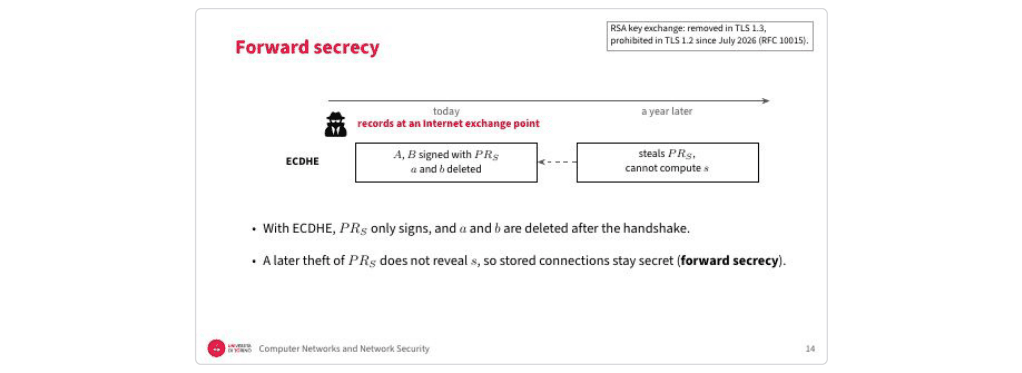 Forward secrecy
RSA key exchange: removed in TLS 1.3,
prohibited in TLS 1.2 since July 2026 (RFC 10015).
today
a year later
records at an Internet exchange point
ECDHE
A, B signed with PR_S
a and b deleted
steals PR_S,
cannot compute s
• With ECDHE, PR_S only signs, and a and b are deleted after the handshake.
• A later theft of PR_S does not reveal s, so stored connections stay secret (forward secrecy).
UNIVERSITÀ
DI TORINO
Computer Networks and Network Security
14